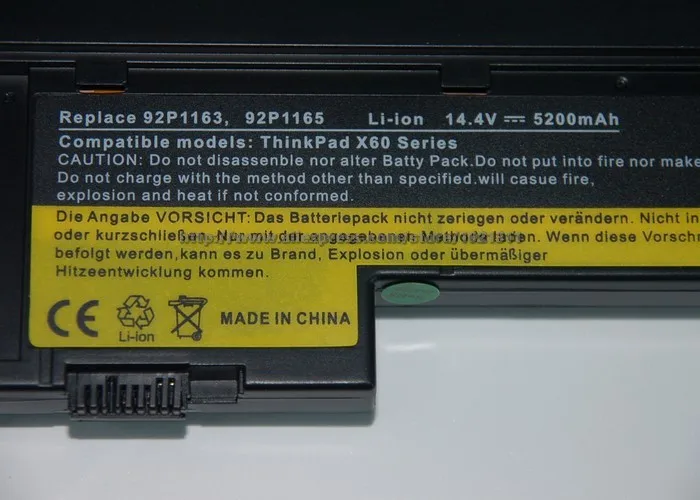 Replace 92P1163, 92P1165 Li-ion 14.4V 5200mAh
Compatible models: ThinkPad X60 Series
CAUTION: Do not disassenble nor alter Batty Pack.Do not put into fire nor make
Do not charge with the method other than specified.will casue fire,
explosion and heat if not conformed.
Die Angabe VORSICHT: Das Batteriepack nicht zeriegen oder verändern. Nicht in
oder kurzschließen. Nur mit der angegebenen Methode laden. Wenn diese Vorsch
befolgt werden,kann es zu Brand, Explosion oder übermäßiger
Hitzeentwicklung kommen.
CE Li-ion MADE IN CHINA